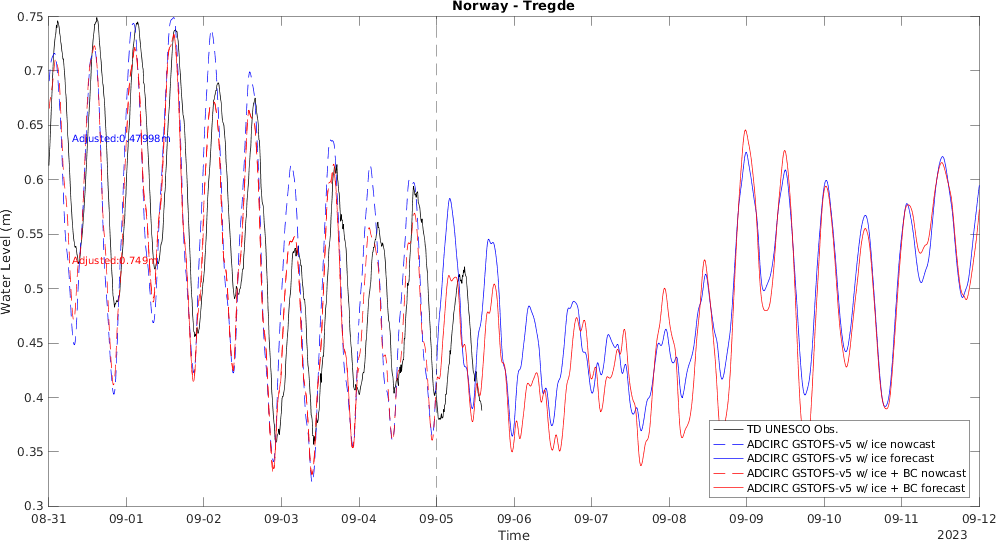 Norway - Tregde
0.75
0.7
0.65
0.6
0.55
0.5
0.45
0.4
0.35
0.3
Water Level (m)
Adjusted:0.47998m
Adjusted:0.749m
TD UNESCO Obs.
ADCIRC GSTOFS-v5 w/ ice nowcast
ADCIRC GSTOFS-v5 w/ ice forecast
ADCIRC GSTOFS-v5 w/ ice + BC nowcast
ADCIRC GSTOFS-v5 w/ ice + BC forecast
08-31 09-01 09-02 09-03 09-04 09-05 09-06 09-07 09-08 09-09 09-10 09-11 09-12
Time
2023